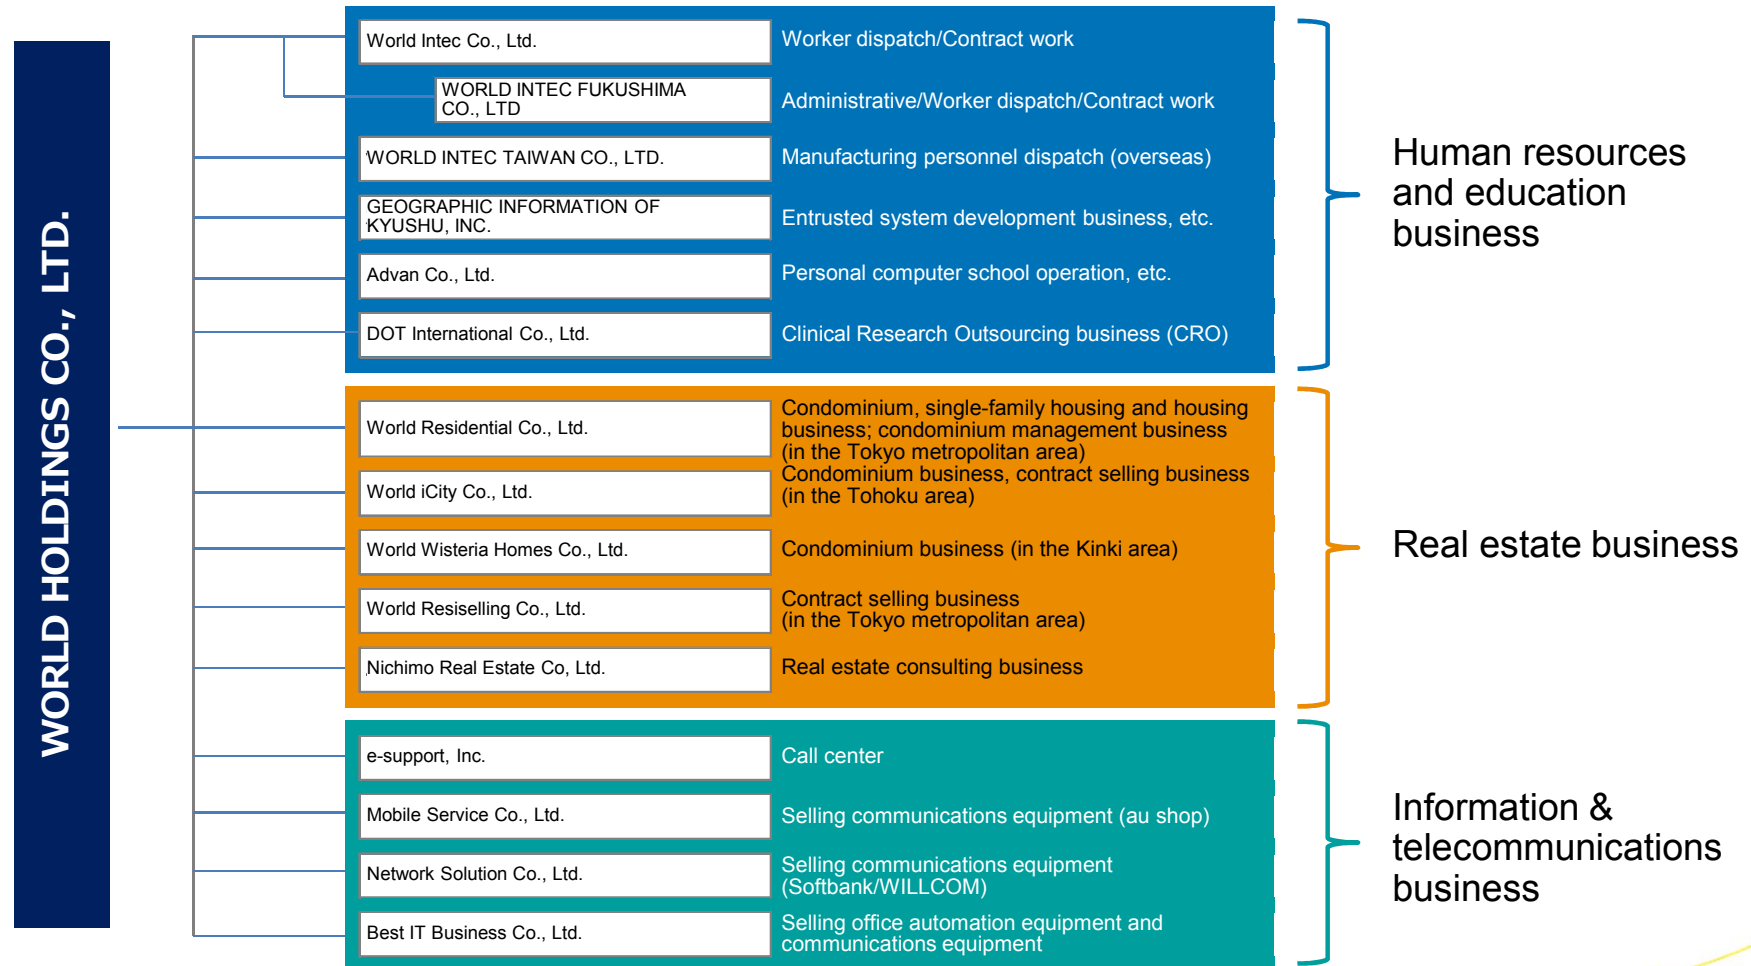 WORLD HOLDINGS CO., LTD.
World Intec Co., Ltd.
Worker dispatch/Contract work
WORLD INTEC FUKUSHIMA
CO., LTD
Administrative/Worker dispatch/Contract work
WORLD INTEC TAIWAN CO., LTD.
Manufacturing personnel dispatch (overseas)
GEOGRAPHIC INFORMATION OF
KYUSHU, INC.
Entrusted system development business, etc.
Advan Co., Ltd.
Personal computer school operation, etc.
DOT International Co., Ltd.
Clinical Research Outsourcing business (CRO)
Human resources
and education
business
World Residential Co., Ltd.
Condominium, single-family housing and housing
business; condominium management business
(in the Tokyo metropolitan area)
World iCity Co., Ltd.
Condominium business, contract selling business
(in the Tohoku area)
World Wisteria Homes Co., Ltd.
Condominium business (in the Kinki area)
World Resiselling Co., Ltd.
Contract selling business
(in the Tokyo metropolitan area)
Nichimo Real Estate Co, Ltd.
Real estate consulting business
Real estate business
e-support, Inc.
Call center
Mobile Service Co., Ltd.
Selling communications equipment (au shop)
Network Solution Co., Ltd.
Selling communications equipment
(Softbank/WILLCOM)
Best IT Business Co., Ltd.
Selling office automation equipment and
communications equipment
Information &
telecommunications
business